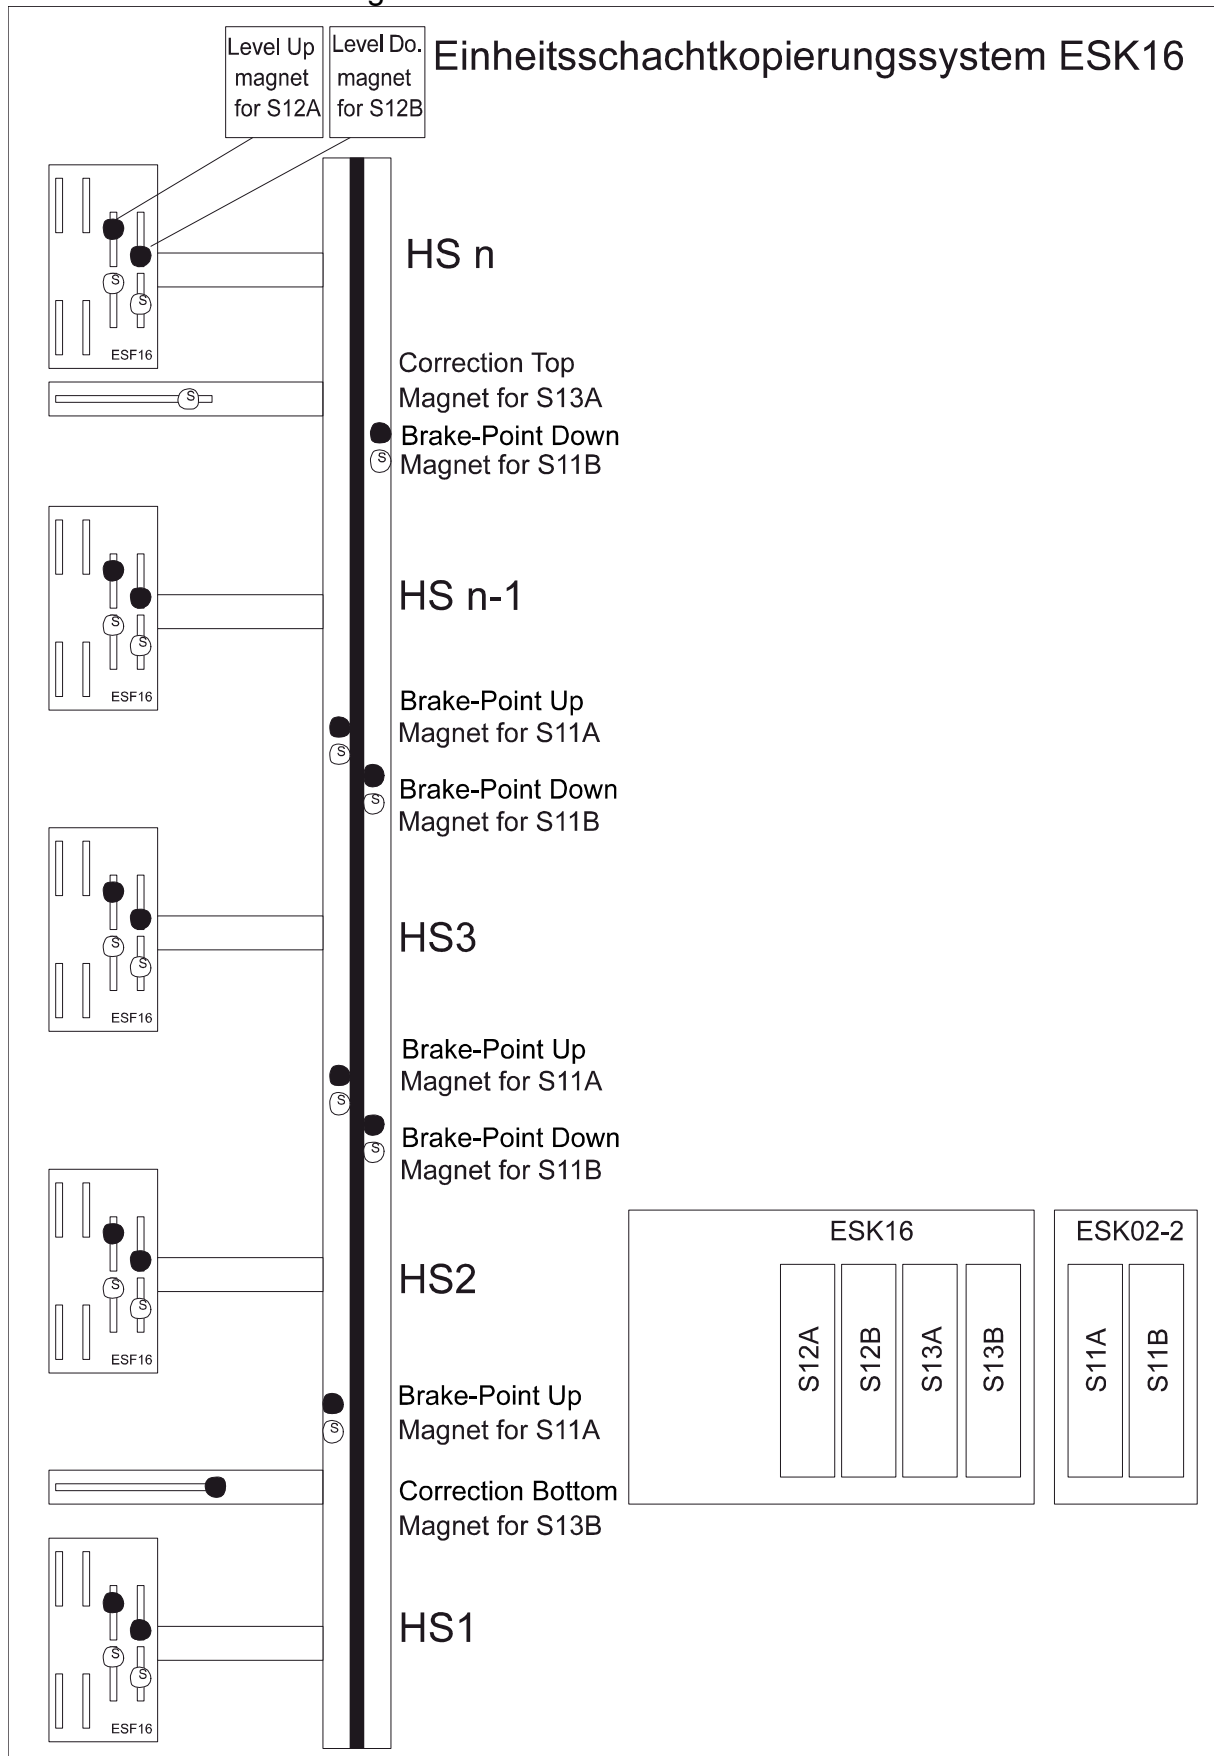 Level Up
magnet
for S12A
Level Do.
magnet
for S12B
Einheitsschachtkopierungssystem ESK16
HS n
S
S
ESF16
Correction Top
Magnet for S13A
S
Brake-Point Down
Magnet for S11B
S
HS n-1
S
S
ESF16
Brake-Point Up
Magnet for S11A
S
Brake-Point Down
Magnet for S11B
S
HS3
S
S
ESF16
Brake-Point Up
Magnet for S11A
S
Brake-Point Down
Magnet for S11B
S
HS2
S
S
ESF16
ESK16
S12A
S12B
S13A
S13B
ESK02-2
S11A
S11B
Brake-Point Up
Magnet for S11A
S
Correction Bottom
Magnet for S13B
HS1
S
S
ESF16